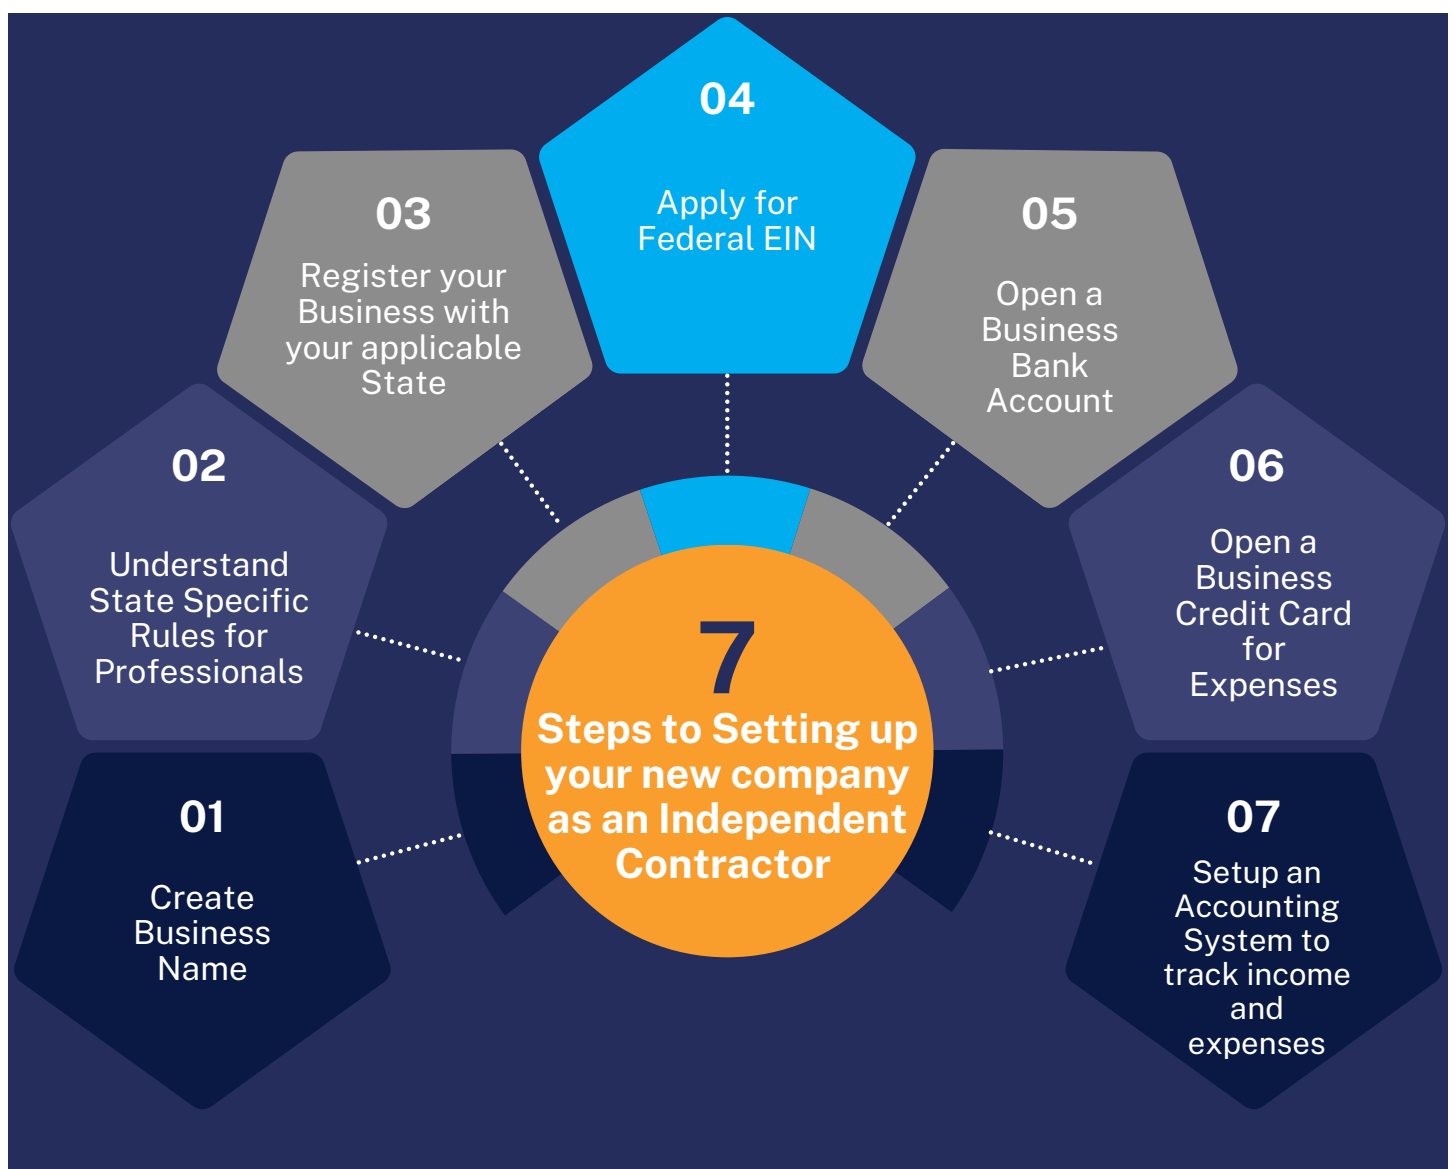 7
Steps to Setting up
your new company
as an Independent
Contractor
01
Create
Business
Name
02
Understand
State Specific
Rules for
Professionals
03
Register your
Business with
your applicable
State
04
Apply for
Federal EIN
05
Open a
Business
Bank
Account
06
Open a
Business
Credit Card
for
Expenses
07
Setup an
Accounting
System to
track income
and
expenses